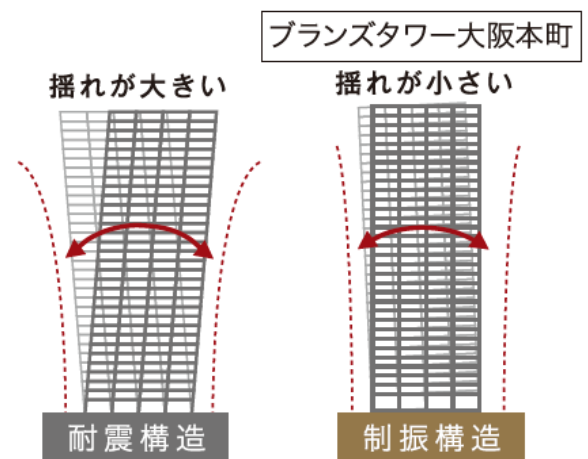 ブランズタワー大阪本町
揺れが大きい
揺れが小さい
耐震構造
制振構造